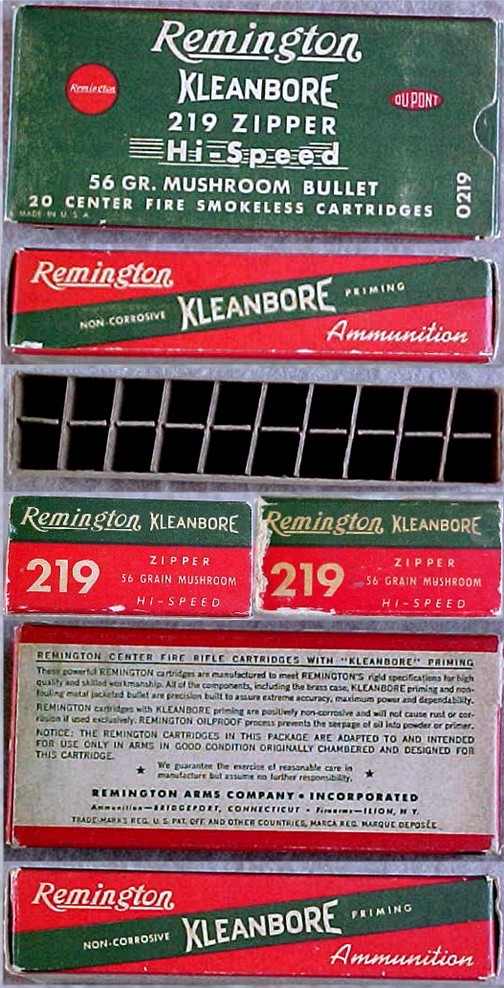 Remington
Remington
KLEANBORE
DU PONT
219 ZIPPER
Hi-Speed
56 GR. MUSHROOM BULLET
20 CENTER FIRE SMOKELESS CARTRIDGES
MADE IN U.S.A.
0219
Remington
NON-CORROSIVE KLEANBORE PRIMING
Ammunition
Remington KLEANBORE
219
ZIPPER
56 GRAIN MUSHROOM
HI-SPEED
Remington KLEANBORE
219
ZIPPER
56 GRAIN MUSHROOM
HI-SPEED
REMINGTON CENTER FIRE RIFLE CARTRIDGES WITH "KLEANBORE" PRIMING
These powerful REMINGTON cartridges are manufactured to meet REMINGTON'S rigid specifications for high
quality and skilled workmanship. All of the components, including the brass case, KLEANBORE priming and non-
fouling metal jacketed bullet are precision built to assure extreme accuracy, maximum power and dependability.
REMINGTON cartridges with KLEANBORE priming are positively non-corrosive and will not cause rust or cor-
rosion if used exclusively. REMINGTON OILPROOF process prevents the seepage of oil into powder or primer.
NOTICE: THE REMINGTON CARTRIDGES IN THIS PACKAGE ARE ADAPTED TO AND INTENDED
FOR USE ONLY IN ARMS IN GOOD CONDITION ORIGINALLY CHAMBERED AND DESIGNED FOR
THIS CARTRIDGE.
★ We guarantee the exercise of reasonable care in ★
manufacture but assume no further responsibility.
REMINGTON ARMS COMPANY • INCORPORATED
Ammunition—BRIDGEPORT, CONNECTICUT • Firearms—ILION, N.Y.
TRADE-MARKS REG. U.S. PAT. OFF. AND OTHER COUNTRIES, MARCA REG. MARQUE DEPOSÉE.
Remington
NON-CORROSIVE KLEANBORE PRIMING
Ammunition